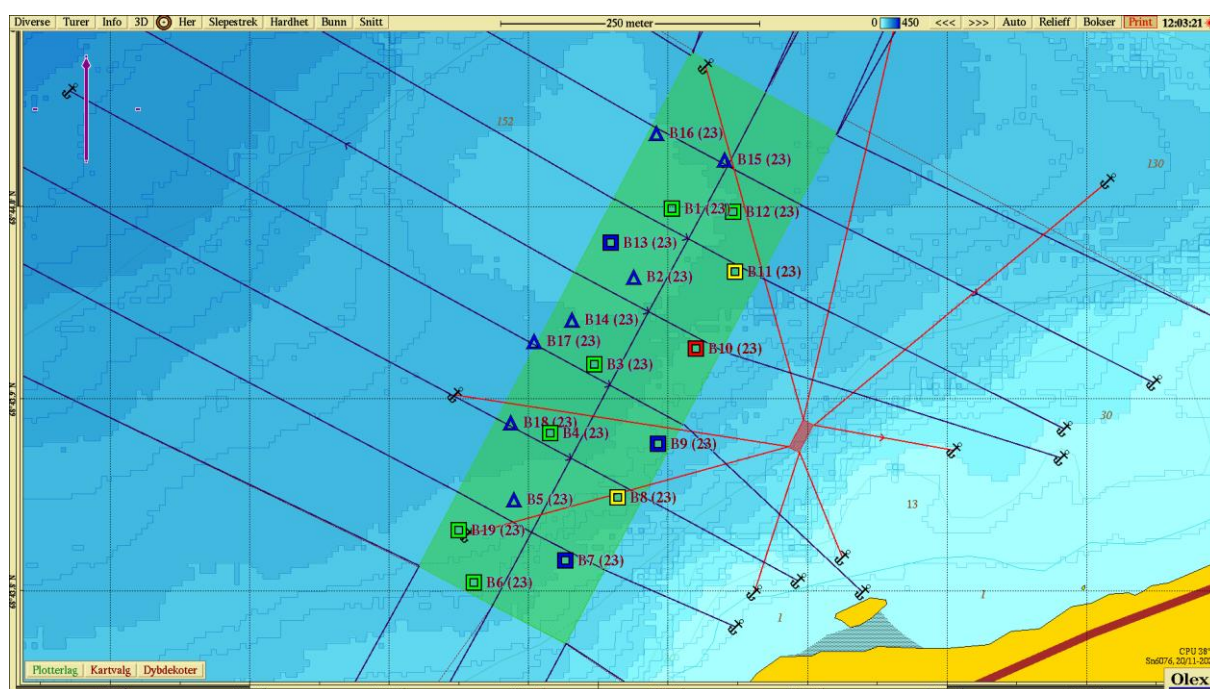 Diverse Turer Info 3D Her Slepestrek Hardhet Bunn Snitt 250 meter 0 450 <<< >>> Auto Relieff Bokser Print 12:03:21
152
B16 (23)
B15 (23)
130
B1 (23)
B12 (23)
B13 (23)
B11 (23)
B2 (23)
B14 (23)
B17 (23)
B10 (23)
B3 (23)
30
B18 (23)
B4 (23)
B9 (23)
B5 (23)
B8 (23)
13
B19 (23)
B7 (23)
B6 (23)
1
1
CPU 38°
Plotterlag Kartvalg Dybdekoter
Olex